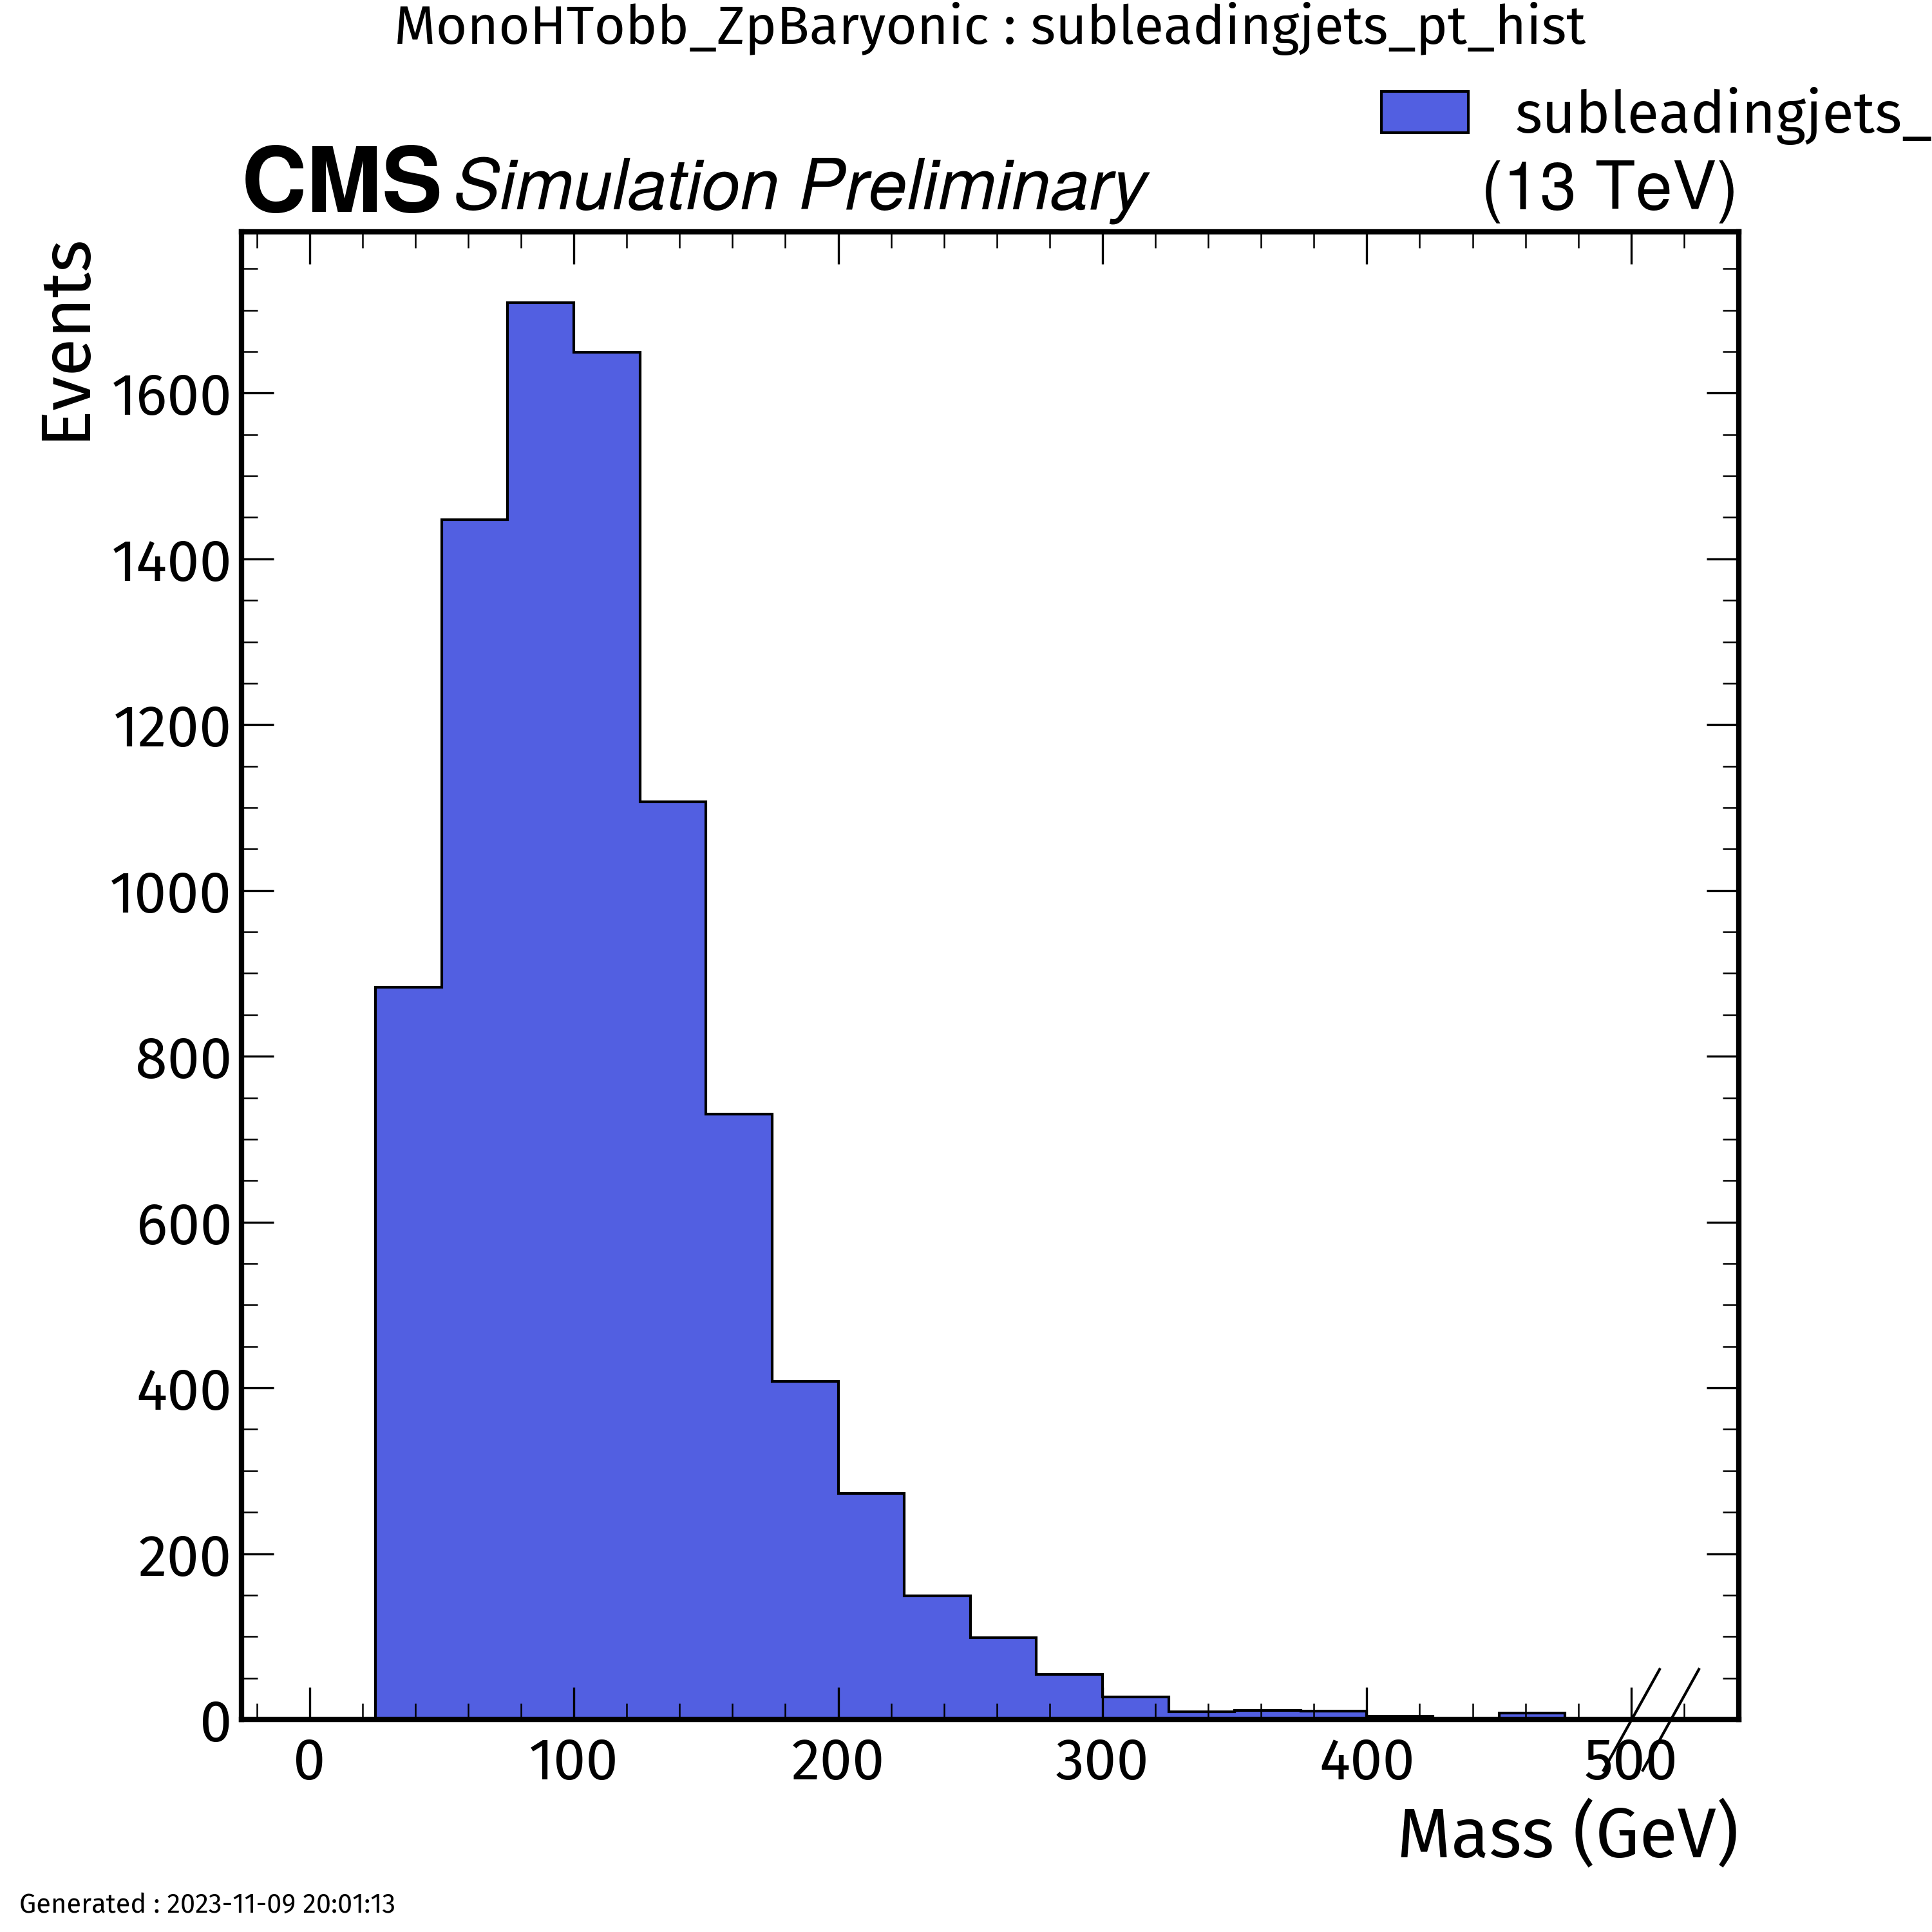 MonoHTobb_ZpBaryonic : subleadingjets_pt_hist
subleadingjets_
CMS Simulation Preliminary (13 TeV)
Events
1600
1400
1200
1000
800
600
400
200
0
0 100 200 300 400 500
Mass (GeV)
Generated : 2023-11-09 20:01:13